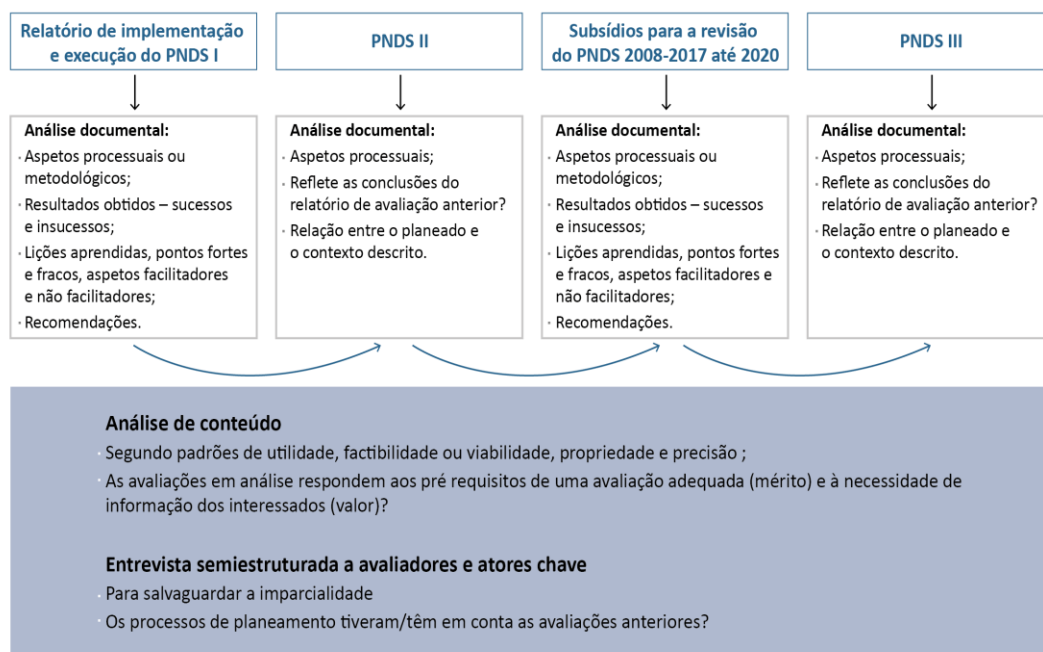 Relatório de implementação
e execução do PNDS I
PNDS II
Subsídios para a revisão
do PNDS 2008-2017 até 2020
PNDS III
Análise documental:
· Aspetos processuais ou
metodológicos;
· Resultados obtidos – sucessos
e insucessos;
· Lições aprendidas, pontos fortes
e fracos, aspetos facilitadores
e não facilitadores;
· Recomendações.
Análise documental:
· Aspetos processuais;
· Reflete as conclusões do
relatório de avaliação anterior?
· Relação entre o planeado e
o contexto descrito.
Análise documental:
· Aspetos processuais ou
metodológicos;
· Resultados obtidos – sucessos
e insucessos;
· Lições aprendidas, pontos fortes
e fracos, aspetos facilitadores e
não facilitadores;
· Recomendações.
Análise documental:
· Aspetos processuais;
· Reflete as conclusões do
relatório de avaliação anterior?
· Relação entre o planeado e
o contexto descrito.
Análise de conteúdo
· Segundo padrões de utilidade, factibilidade ou viabilidade, propriedade e precisão ;
· As avaliações em análise respondem aos pré requisitos de uma avaliação adequada (mérito) e à necessidade de
informação dos interessados (valor)?
Entrevista semiestruturada a avaliadores e atores chave
· Para salvaguardar a imparcialidade
· Os processos de planeamento tiveram/têm em conta as avaliações anteriores?